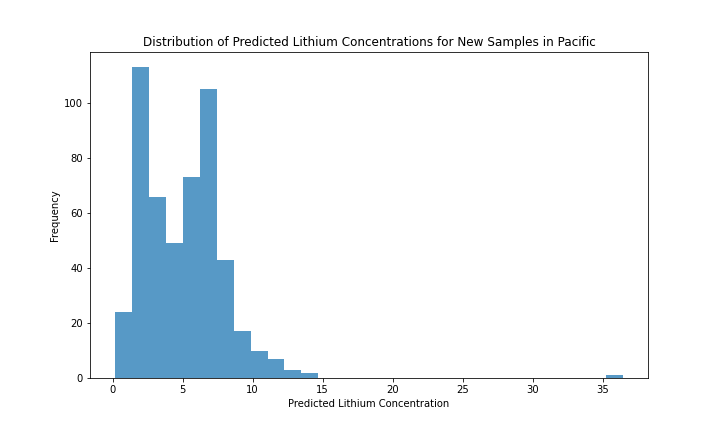 Distribution of Predicted Lithium Concentrations for New Samples in Pacific
100
80
60
40
20
0
Frequency
0 5 10 15 20 25 30 35
Predicted Lithium Concentration